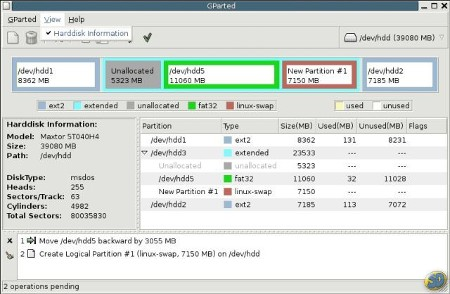 GParted
GParted View Help
Harddisk Information
/dev/hdd (39080 MB)
/dev/hdd1
8362 MB
Unallocated
5323 MB
/dev/hdd5
11060 MB
New Partition #1
7150 MB
/dev/hdd2
7185 MB
ext2 extended unallocated fat32 linux-swap used unused
Harddisk Information:
Model: Maxtor 5T040H4
Size: 39080 MB
Path: /dev/hdd
DiskType: msdos
Heads: 255
Sectors/Track: 63
Cylinders: 4982
Total Sectors: 80035830
Partition Type Size(MB) Used(MB) Unused(MB) Flags
/dev/hdd1 ext2 8362 131 8231
/dev/hdd3 extended 23533 --- ---
Unallocated unallocated 5323 --- ---
/dev/hdd5 fat32 11060 32 11028
New Partition #1 linux-swap 7150 --- ---
/dev/hdd2 ext2 7185 113 7072
1 Move /dev/hdd5 backward by 3055 MB
2 Create Logical Partition #1 (linux-swap, 7150 MB) on /dev/hdd
2 operations pending